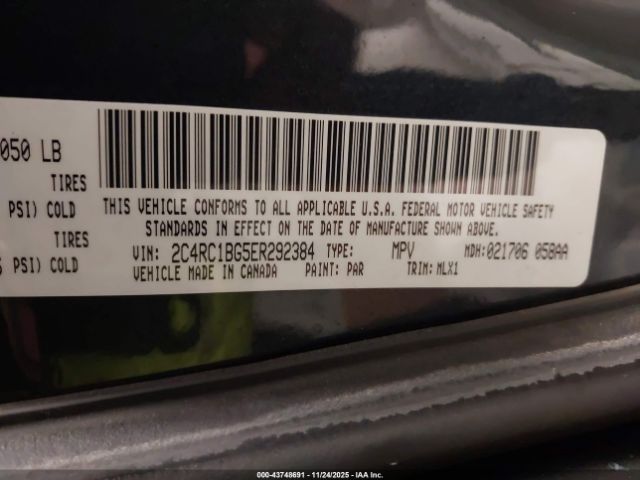 050 LB
TIRES
PSI) COLD
TIRES
PSI) COLD
THIS VEHICLE CONFORMS TO ALL APPLICABLE U.S.A. FEDERAL MOTOR VEHICLE SAFETY
STANDARDS IN EFFECT ON THE DATE OF MANUFACTURE SHOWN ABOVE.
VIN: 2C4RC1BG5ER292384 TYPE: MPV MDH:021706 058AA
VEHICLE MADE IN CANADA PAINT: PAR TRIM: MLX1
000-43748691 - 11/24/2025 - IAA Inc.